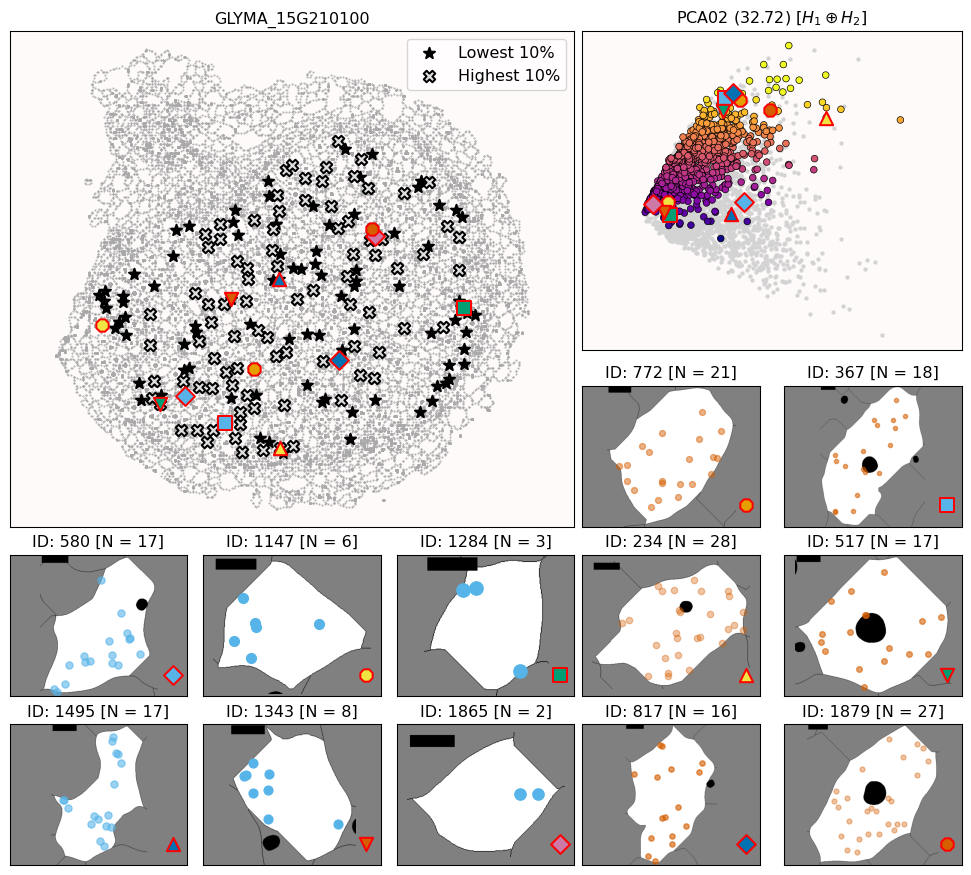 GLYMA_15G210100
PCA02 (32.72) [H₁ ⊕ H₂]
Lowest 10%
Highest 10%
ID: 772 [N = 21]
ID: 367 [N = 18]
ID: 580 [N = 17]
ID: 1147 [N = 6]
ID: 1284 [N = 3]
ID: 234 [N = 28]
ID: 517 [N = 17]
ID: 1495 [N = 17]
ID: 1343 [N = 8]
ID: 1865 [N = 2]
ID: 817 [N = 16]
ID: 1879 [N = 27]